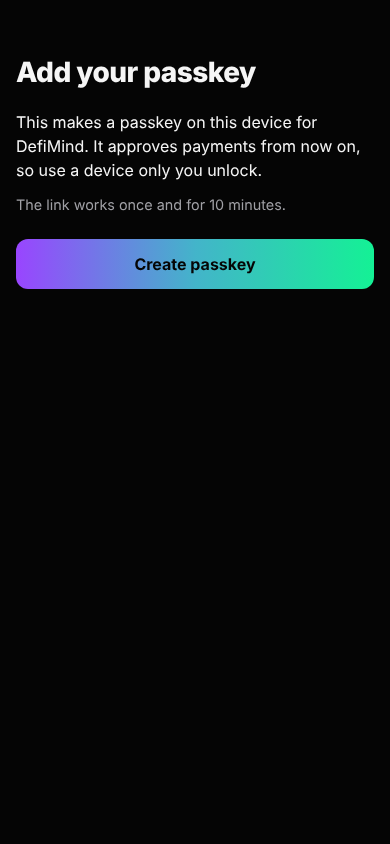 Add your passkey
This makes a passkey on this device for
DefiMind. It approves payments from now on,
so use a device only you unlock.
The link works once and for 10 minutes.
Create passkey